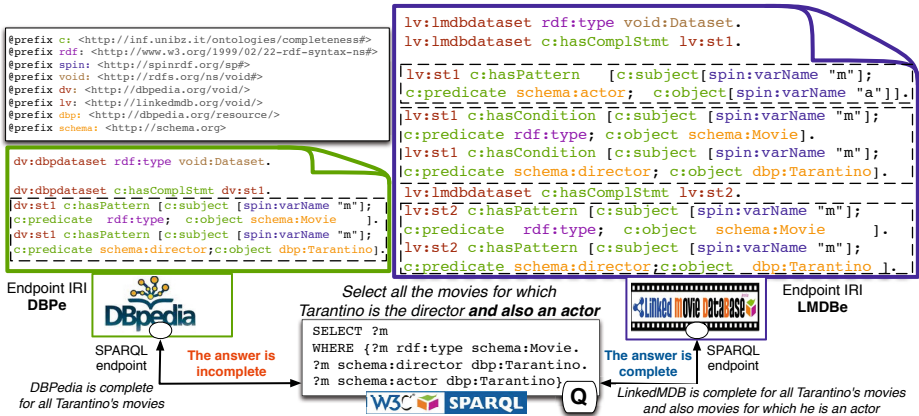 @prefix c: <http://inf.unibz.it/ontologies/completeness#>
@prefix rdf: <http://www.w3.org/1999/02/22-rdf-syntax-ns#>
@prefix spin: <http://spinrdf.org/sp#>
@prefix void: <http://rdfs.org/ns/void#>
@prefix dv: <http://dbpedia.org/void/>
@prefix lv: <http://linkedmdb.org/void/>
@prefix dbp: <http://dbpedia.org/resource/>
@prefix schema: <http://schema.org>
dv:dbpdataset rdf:type void:Dataset.
dv:dbpdataset c:hasComplStmt dv:st1.
dv:st1 c:hasPattern [c:subject [spin:varName "m"];
c:predicate rdf:type; c:object schema:Movie ].
dv:st1 c:hasPattern [c:subject [spin:varName "m"];
c:predicate schema:director;c:object dbp:Tarantino].
lv:lmdbdataset rdf:type void:Dataset.
lv:lmdbdataset c:hasComplStmt lv:st1.
lv:st1 c:hasPattern [c:subject[spin:varName "m"];
c:predicate schema:actor; c:object[spin:varName "a"]].
lv:st1 c:hasCondition [c:subject [spin:varName "m"];
c:predicate rdf:type; c:object schema:Movie].
lv:st1 c:hasCondition [c:subject [spin:varName "m"];
c:predicate schema:director; c:object dbp:Tarantino].
lv:lmdbdataset c:hasComplStmt lv:st2.
lv:st2 c:hasPattern [c:subject [spin:varName "m"];
c:predicate rdf:type; c:object schema:Movie ].
lv:st2 c:hasPattern [c:subject [spin:varName "m"];
c:predicate schema:director;c:object dbp:Tarantino ].
Endpoint IRI
DBPe
DBpedia
SPARQL
endpoint
The answer is
incomplete
DBPedia is complete
for all Tarantino's movies
Select all the movies for which
Tarantino is the director and also an actor
SELECT ?m
WHERE {?m rdf:type schema:Movie.
?m schema:director dbp:Tarantino.
?m schema:actor dbp:Tarantino}
Q
W3C SPARQL
Linked Movie DataBase
Endpoint IRI
LMDBe
SPARQL
endpoint
The answer is
complete
LinkedMDB is complete for all Tarantino's movies
and also movies for which he is an actor